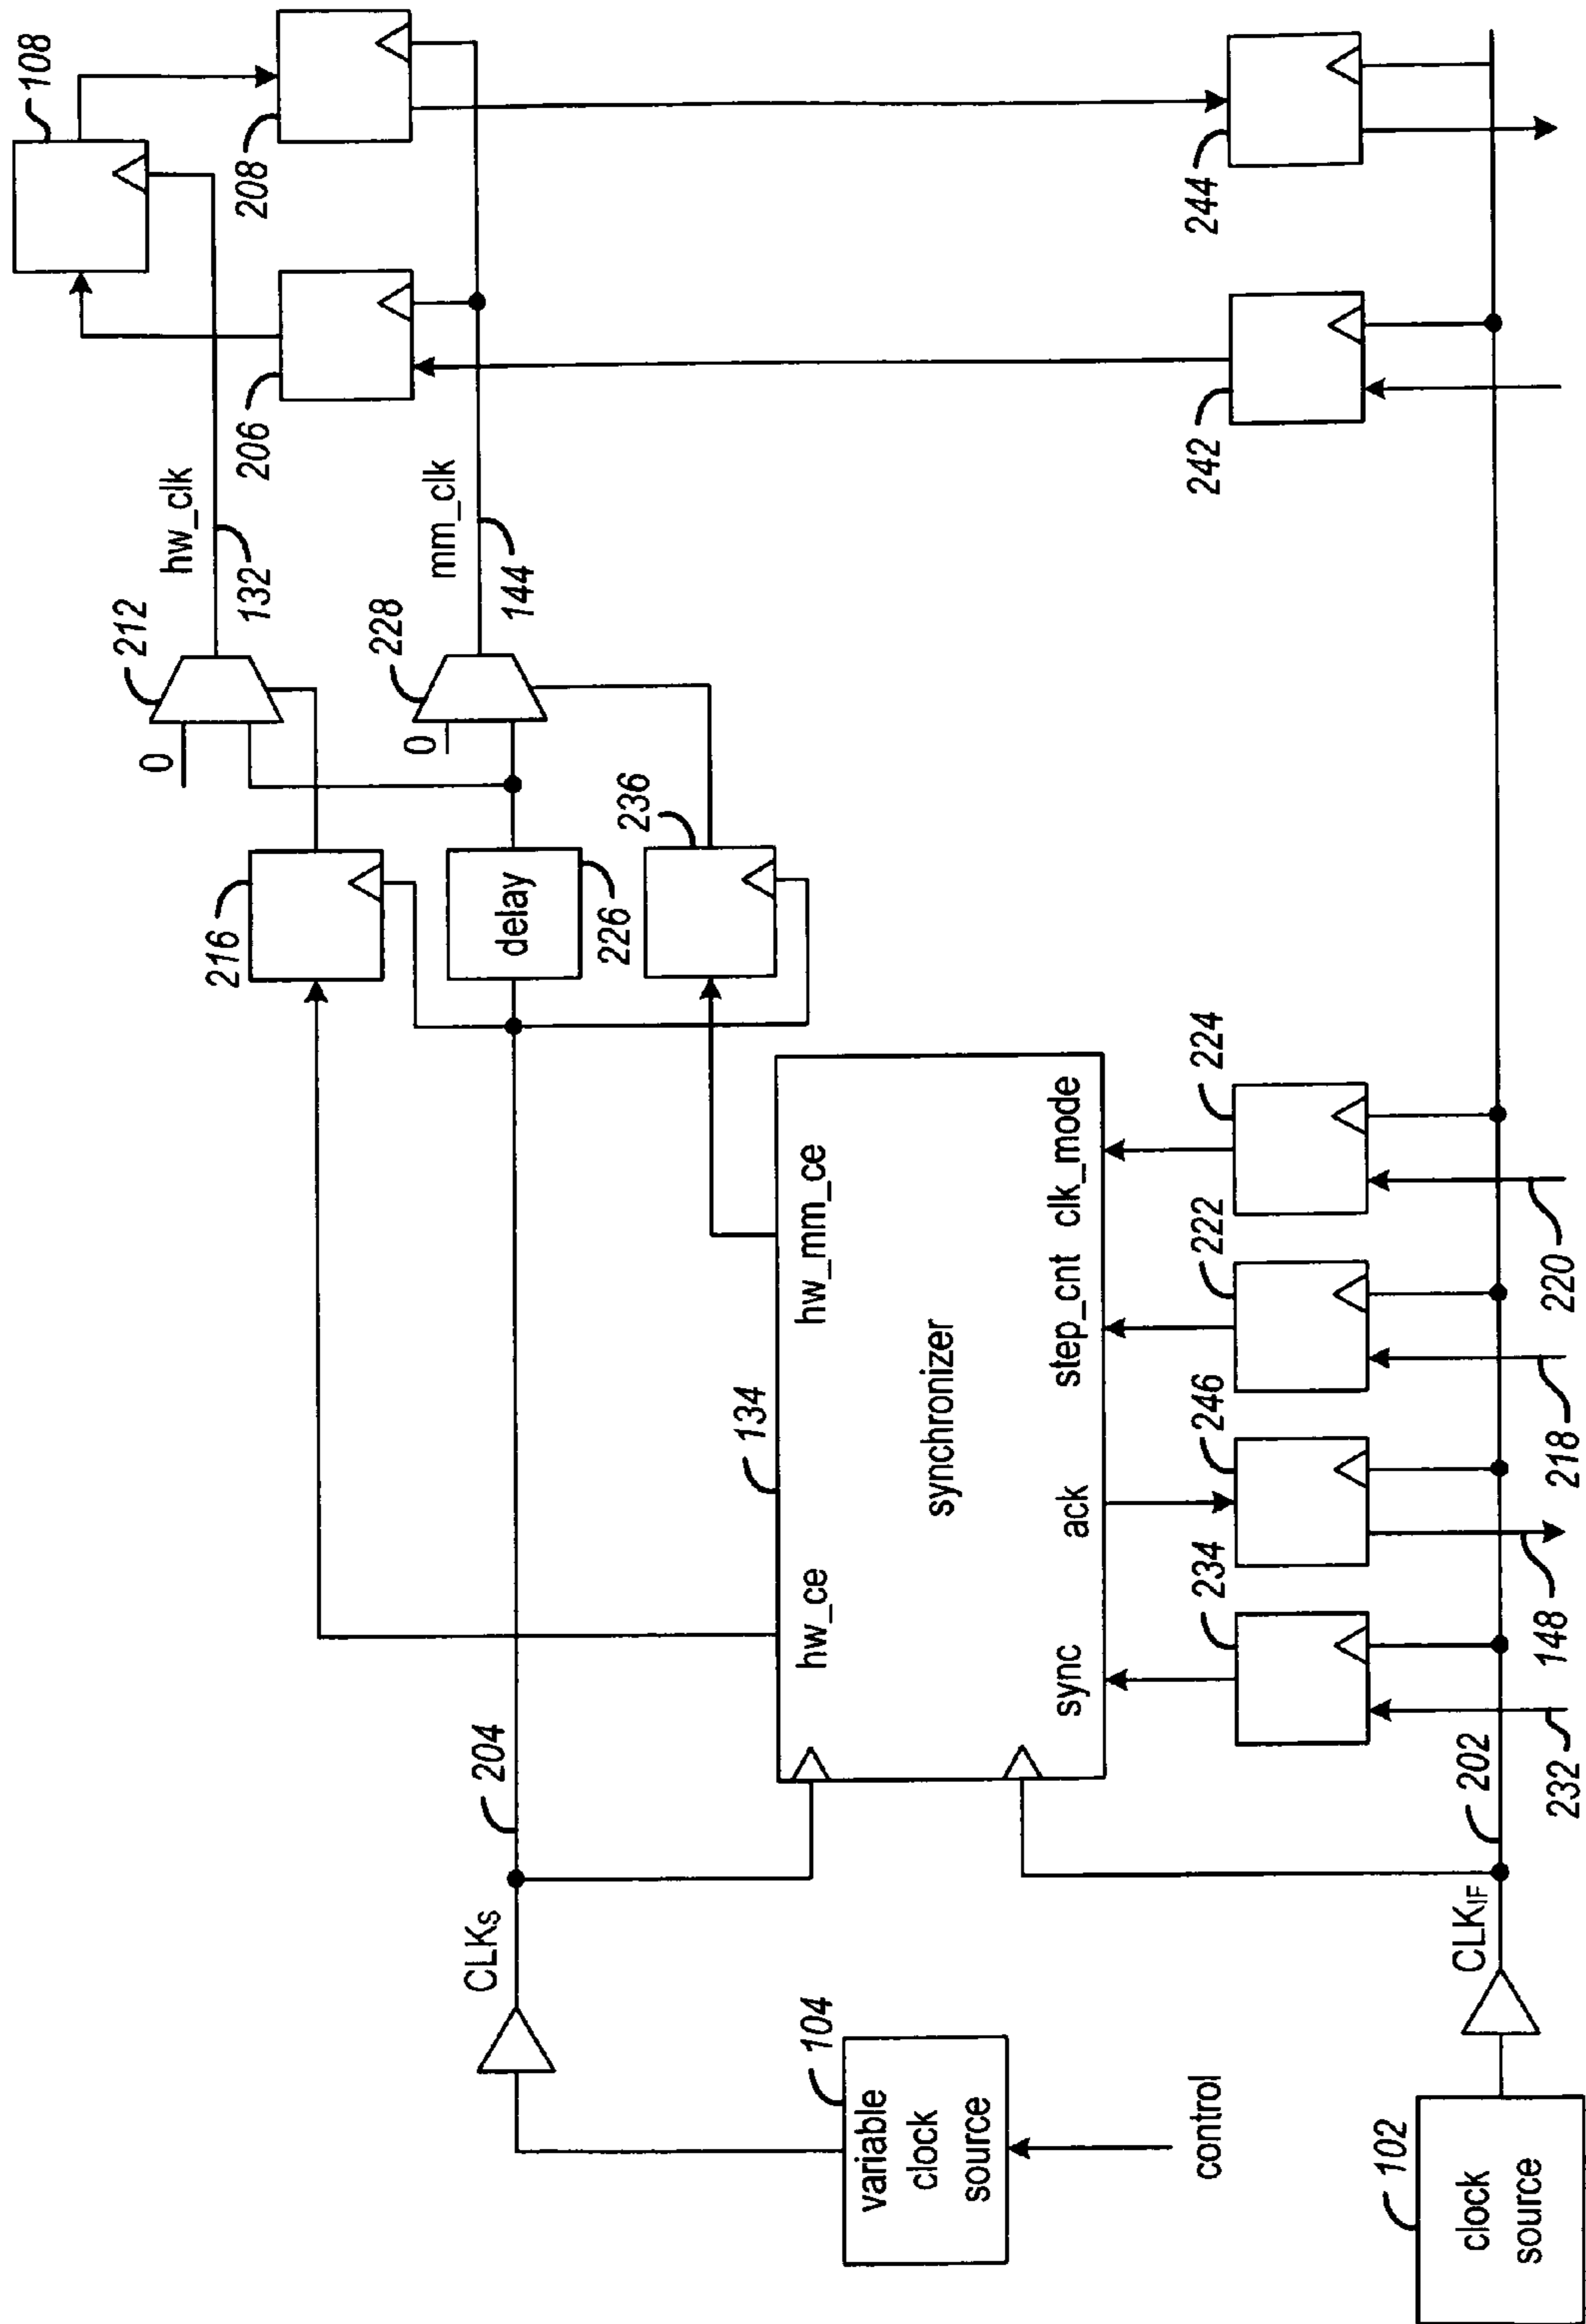 108
hw_clk
132
212
0
208
206
mm_clk
144
228
0
216
delay
226
236
204
CLKS
variable
clock
source
104
control
134
hw_ce
hw_mm_ce
synchronizer
sync
ack
step_cnt
clk_mode
234
246
222
224
242
244
102
clock
source
CLKIF
202
232
148
218
220